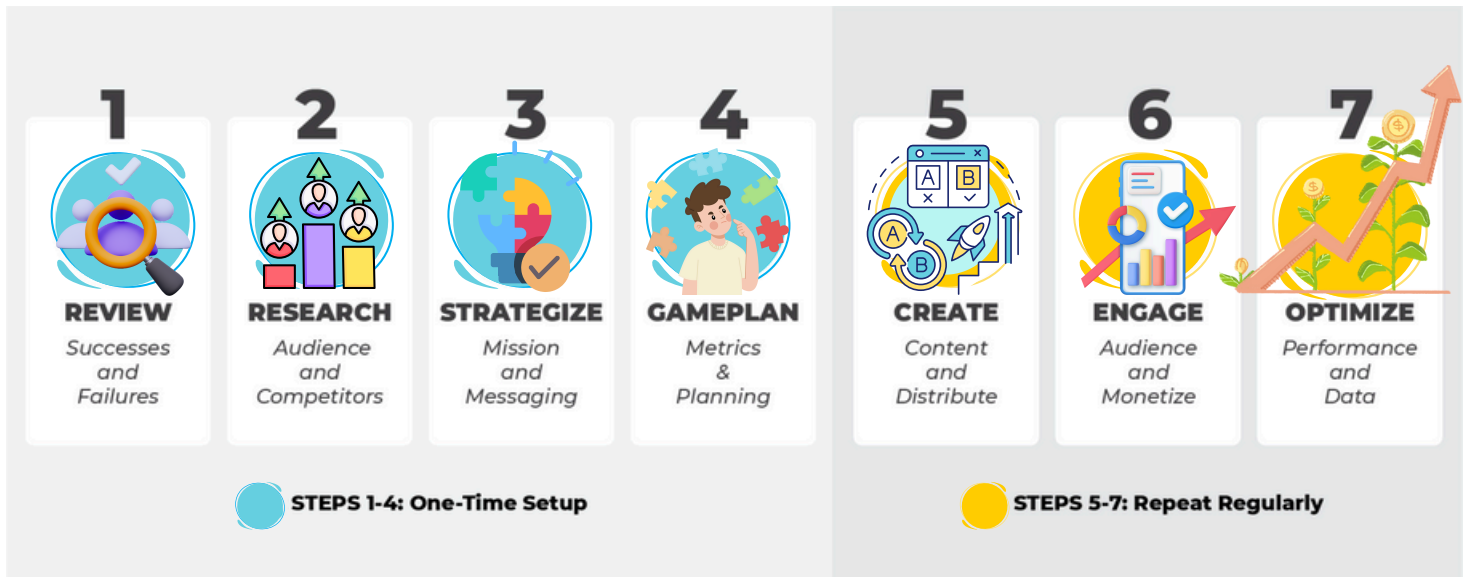 1
REVIEW
Successes
and
Failures
2
RESEARCH
Audience
and
Competitors
3
STRATEGIZE
Mission
and
Messaging
4
GAMEPLAN
Metrics
&
Planning
5
A
B
A
B
CREATE
Content
and
Distribute
6
ENGAGE
Audience
and
Monetize
7
$
$
OPTIMIZE
Performance
and
Data
STEPS 1-4: One-Time Setup
STEPS 5-7: Repeat Regularly